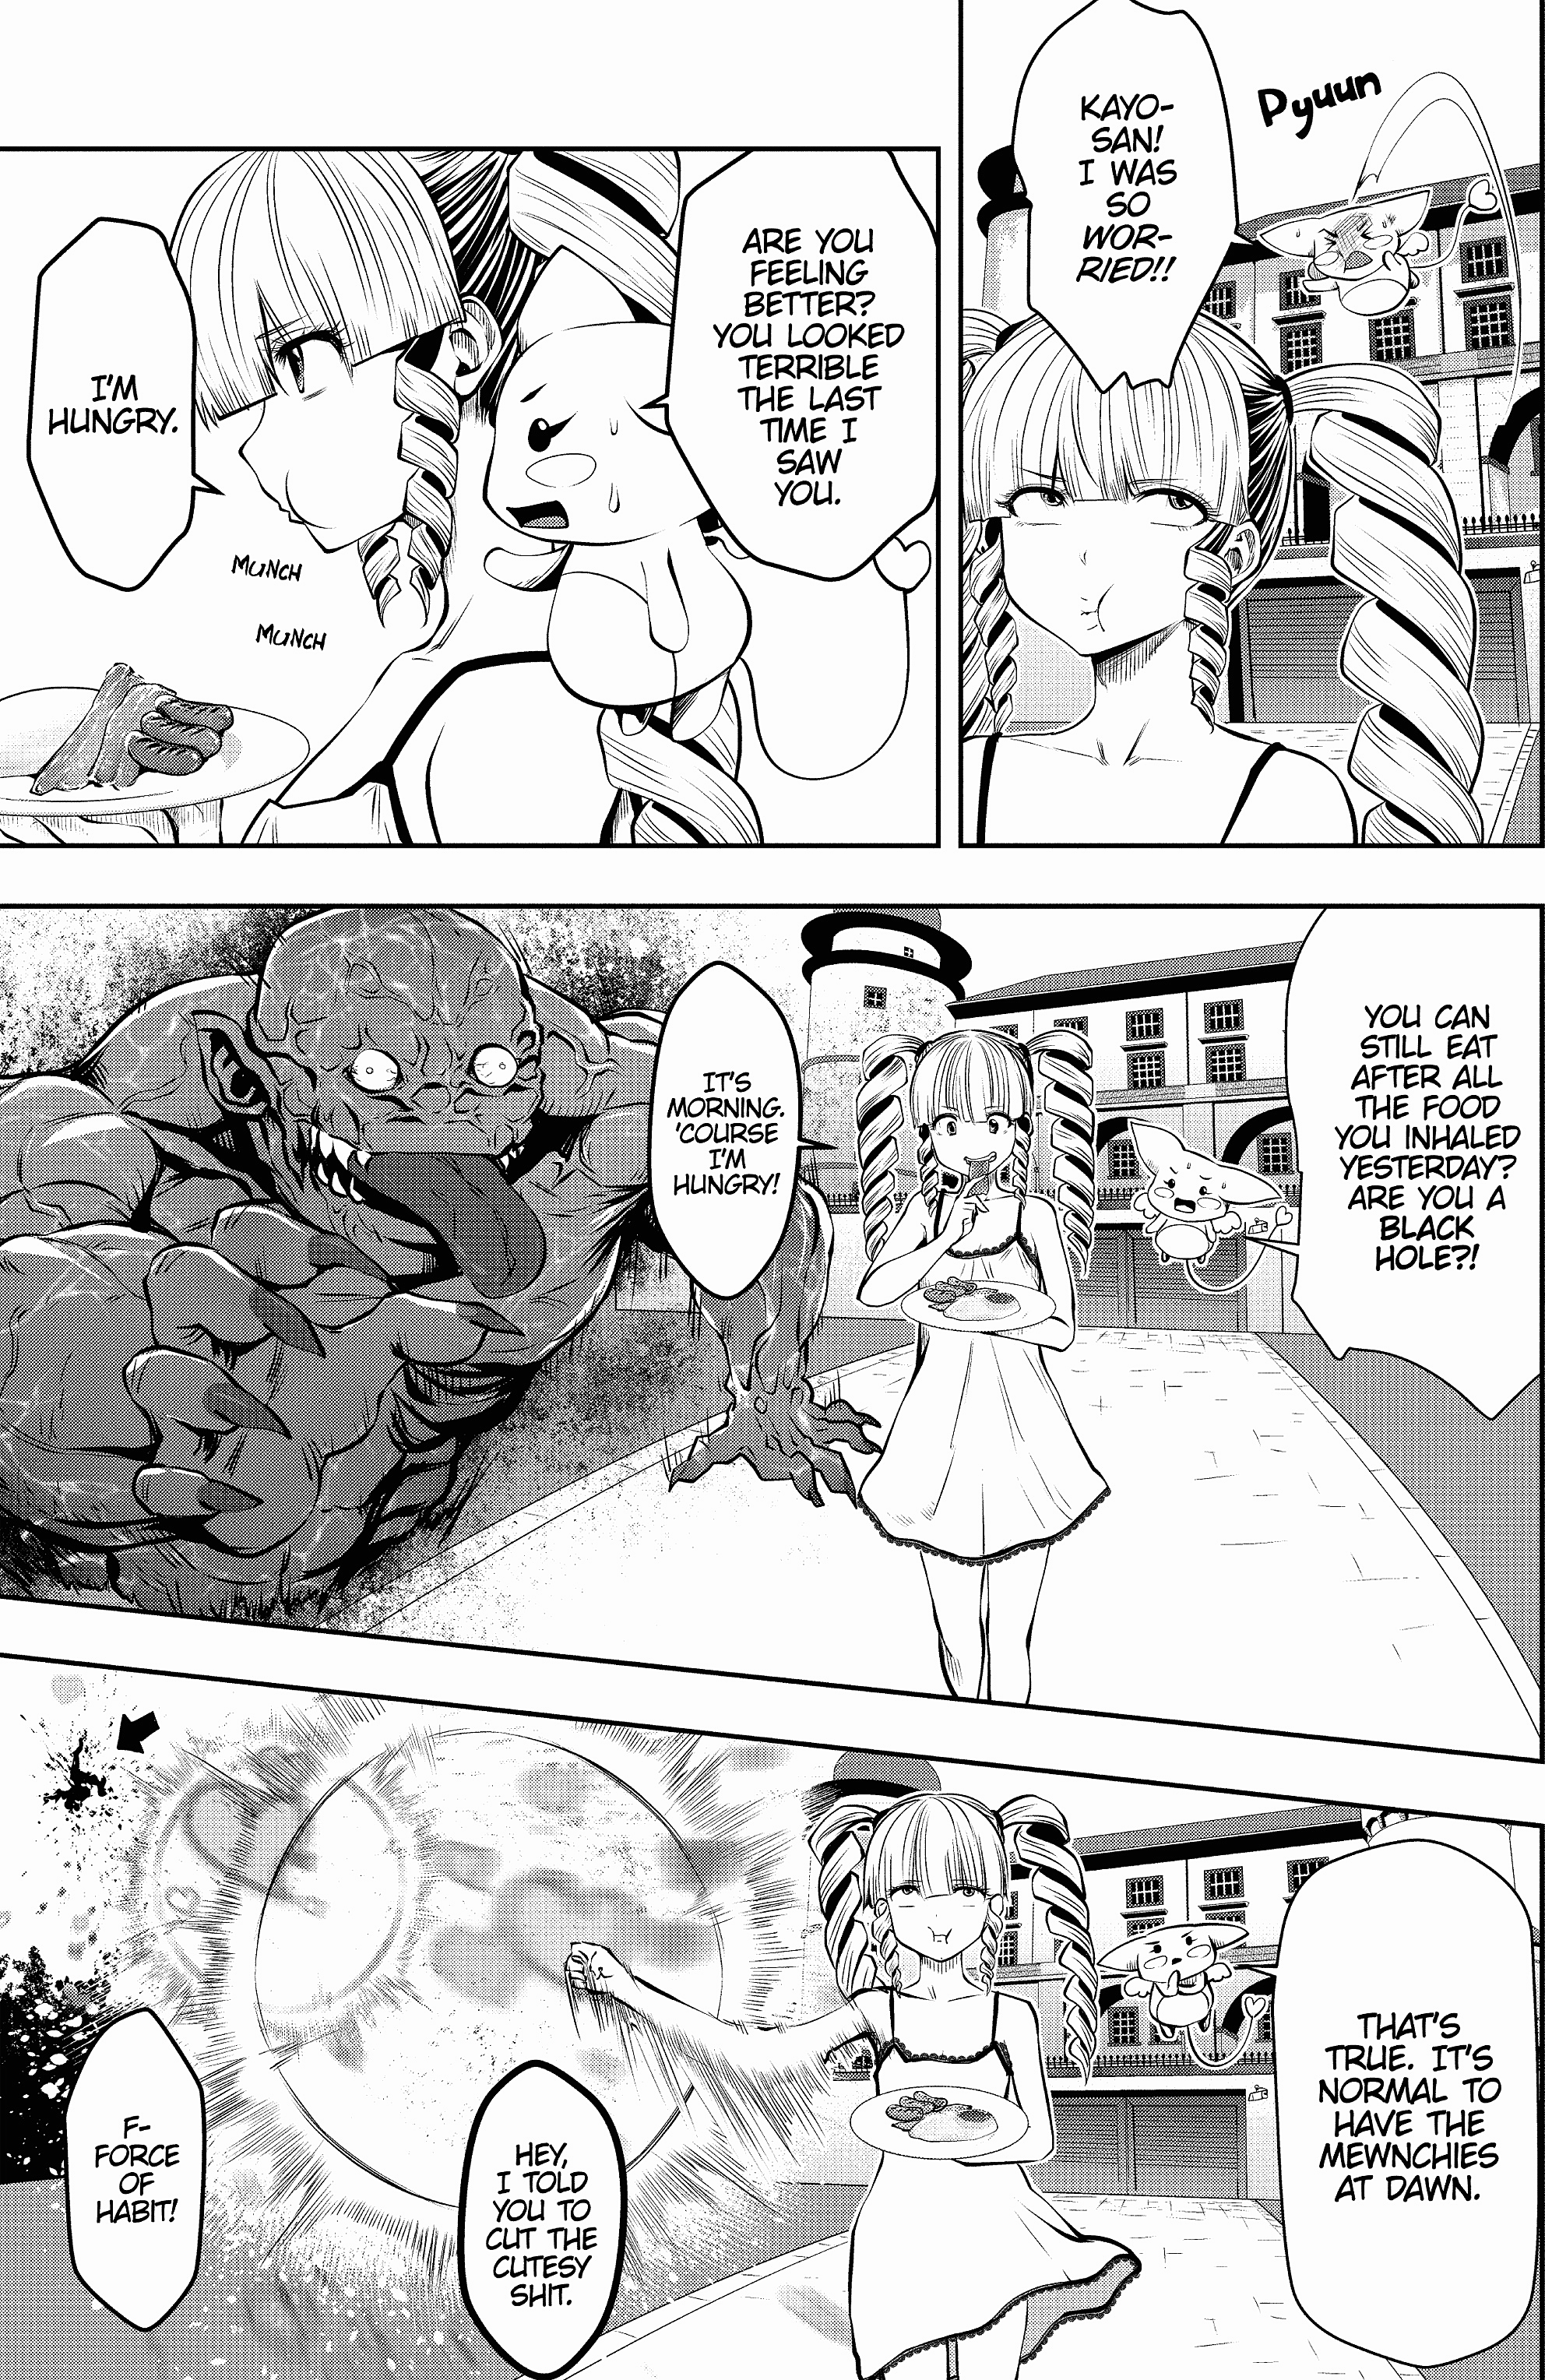 Pyuun
KAYO-
SAN!
I WAS
SO
WOR-
RIED!!
ARE YOU
FEELING
BETTER?
YOU LOOKED
TERRIBLE
THE LAST
TIME I
SAW
YOU.
I'M
HUNGRY.
MUNCH
MUNCH
YOU CAN
STILL EAT
AFTER ALL
THE FOOD
YOU INHALED
YESTERDAY?
ARE YOU A
BLACK
HOLE?!
IT'S
MORNING.
'COURSE
I'M
HUNGRY!
THAT'S
TRUE. IT'S
NORMAL TO
HAVE THE
MEWNCHIES
AT DAWN.
HEY,
I TOLD
YOU TO
CUT THE
CUTESY
SHIT.
F-
FORCE
OF
HABIT!